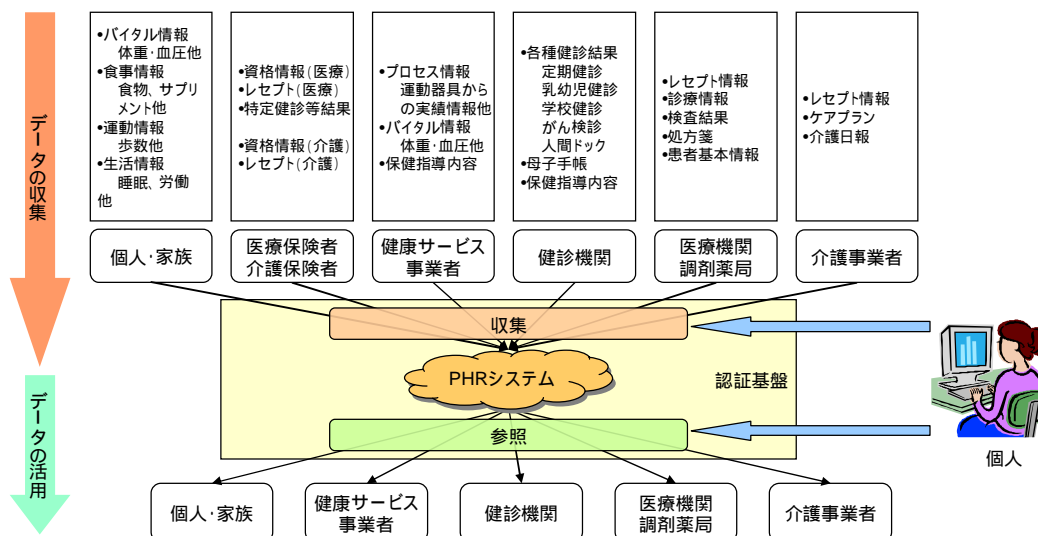 データの収集
•バイタル情報
体重・血圧他
•食事情報
食物、サプリ
メント他
•運動情報
歩数他
•生活情報
睡眠、労働
他
•資格情報(医療)
•レセプト(医療)
•特定健診等結果
•資格情報(介護)
•レセプト(介護)
•プロセス情報
運動器具から
の実績情報他
•バイタル情報
体重・血圧他
•保健指導内容
•各種健診結果
定期健診
乳幼児健診
学校健診
がん検診
人間ドック
•母子手帳
•保健指導内容
•レセプト情報
•診療情報
•検査結果
•処方箋
•患者基本情報
•レセプト情報
•ケアプラン
•介護日報
個人・家族
医療保険者
介護保険者
健康サービス
事業者
健診機関
医療機関
調剤薬局
介護事業者
収集
PHRシステム
認証基盤
参照
個人
データの活用
個人・家族
健康サービス
事業者
健診機関
医療機関
調剤薬局
介護事業者